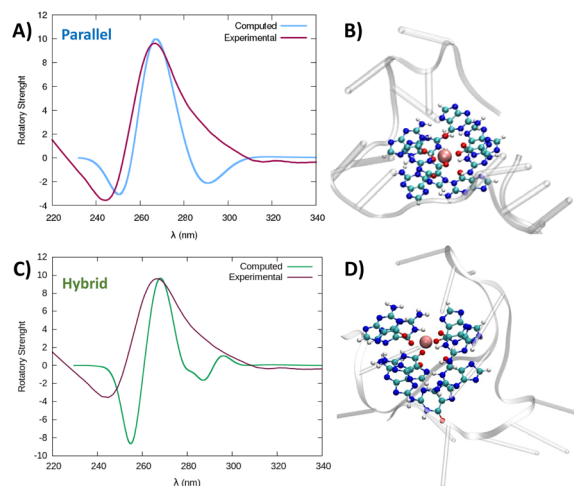 A) Parallel
Computed
Experimental
Rotatory Strenght
12
10
8
6
4
2
0
-2
-4
220 240 260 280 300 320 340
λ (nm)
B)
C) Hybrid
Computed
Experimental
Rotatory Strenght
12
10
8
6
4
2
0
-2
-4
-6
-8
-10
220 240 260 280 300 320 340
λ (nm)
D)